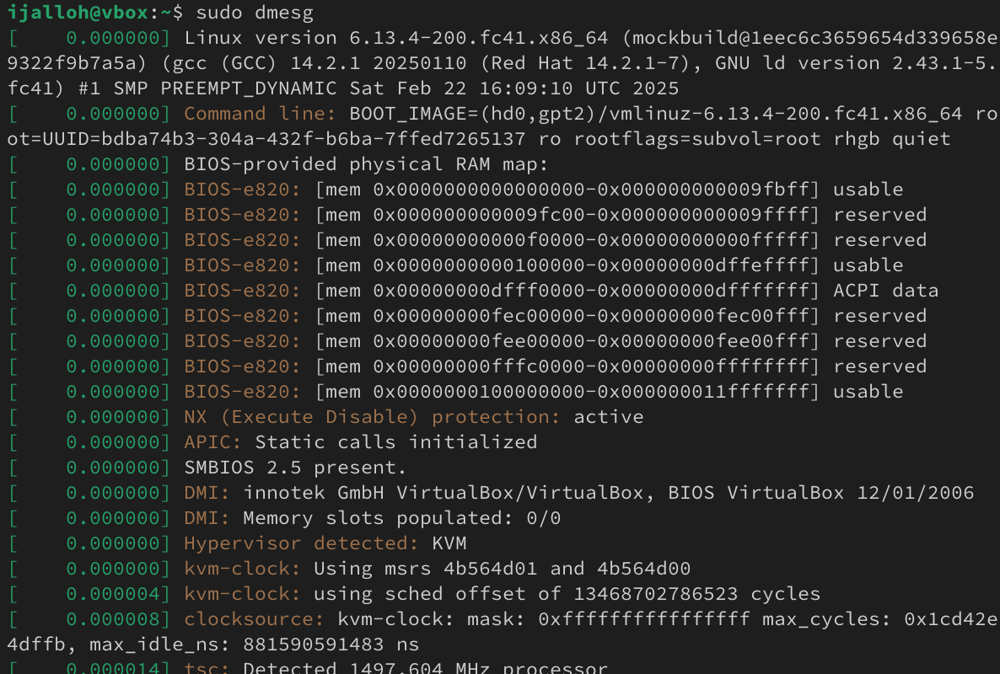 ijalloh@vbox:~$ sudo dmesg
[    0.000000] Linux version 6.13.4-200.fc41.x86_64 (mockbuild@1eec6c3659654d339658e
9322f9b7a5a) (gcc (GCC) 14.2.1 20250110 (Red Hat 14.2.1-7), GNU ld version 2.43.1-5.
fc41) #1 SMP PREEMPT_DYNAMIC Sat Feb 22 16:09:10 UTC 2025
[    0.000000] Command line: BOOT_IMAGE=(hd0,gpt2)/vmlinuz-6.13.4-200.fc41.x86_64 ro
ot=UUID=bdba74b3-304a-432f-b6ba-7ffed7265137 ro rootflags=subvol=root rhgb quiet
[    0.000000] BIOS-provided physical RAM map:
[    0.000000] BIOS-e820: [mem 0x0000000000000000-0x000000000009fbff] usable
[    0.000000] BIOS-e820: [mem 0x000000000009fc00-0x000000000009ffff] reserved
[    0.000000] BIOS-e820: [mem 0x00000000000f0000-0x00000000000fffff] reserved
[    0.000000] BIOS-e820: [mem 0x0000000000100000-0x00000000dffeffff] usable
[    0.000000] BIOS-e820: [mem 0x00000000dfff0000-0x00000000dfffffff] ACPI data
[    0.000000] BIOS-e820: [mem 0x00000000fec00000-0x00000000fec00fff] reserved
[    0.000000] BIOS-e820: [mem 0x00000000fee00000-0x00000000fee00fff] reserved
[    0.000000] BIOS-e820: [mem 0x00000000fffc0000-0x00000000ffffffff] reserved
[    0.000000] BIOS-e820: [mem 0x0000000100000000-0x000000011fffffff] usable
[    0.000000] NX (Execute Disable) protection: active
[    0.000000] APIC: Static calls initialized
[    0.000000] SMBIOS 2.5 present.
[    0.000000] DMI: innotek GmbH VirtualBox/VirtualBox, BIOS VirtualBox 12/01/2006
[    0.000000] DMI: Memory slots populated: 0/0
[    0.000000] Hypervisor detected: KVM
[    0.000000] kvm-clock: Using msrs 4b564d01 and 4b564d00
[    0.000004] kvm-clock: using sched offset of 13468702786523 cycles
[    0.000008] clocksource: kvm-clock: mask: 0xffffffffffffffff max_cycles: 0x1cd42e
4dffb, max_idle_ns: 881590591483 ns
[    0.000014] tsc: Detected 1497.604 MHz processor